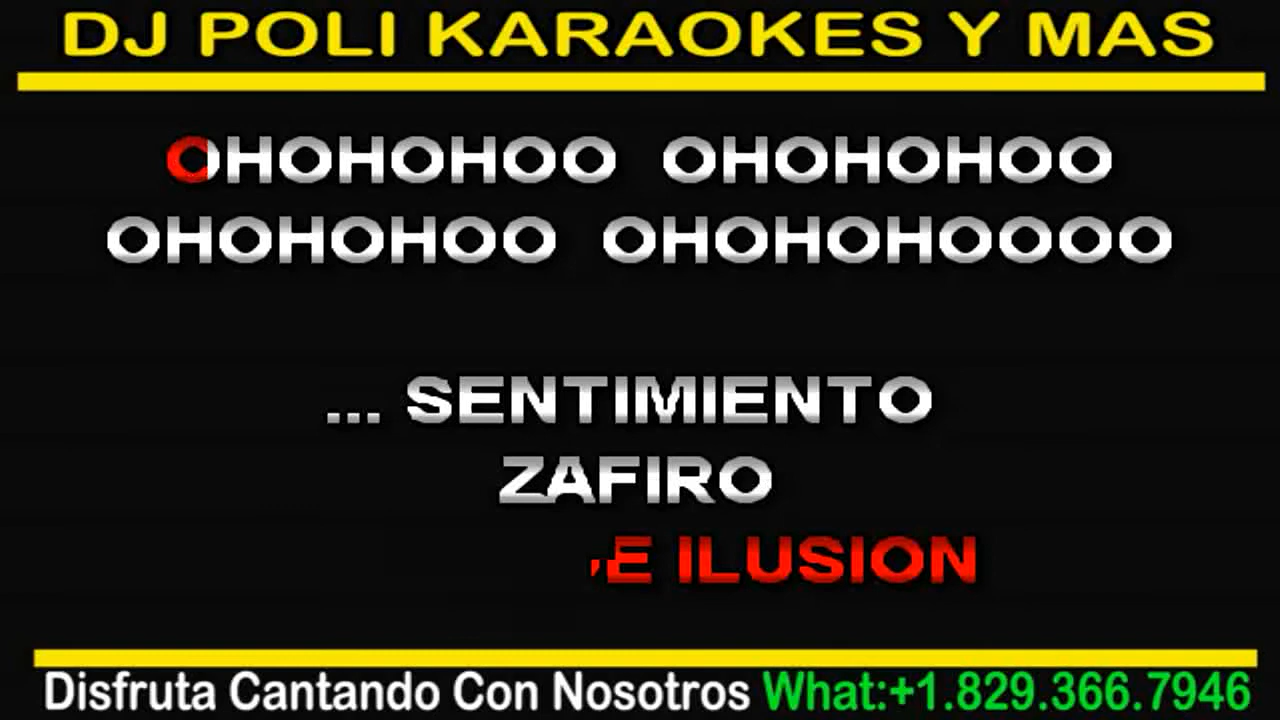 DJ POLI KARAOKES Y MAS
OHOHOHOO OHOHOHOO
OHOHOHOO OHOHOHOOOO
... SENTIMIENTO
ZAFIRO
E ILUSION
Disfruta Cantando Con Nosotros What:+1.829.366.7946